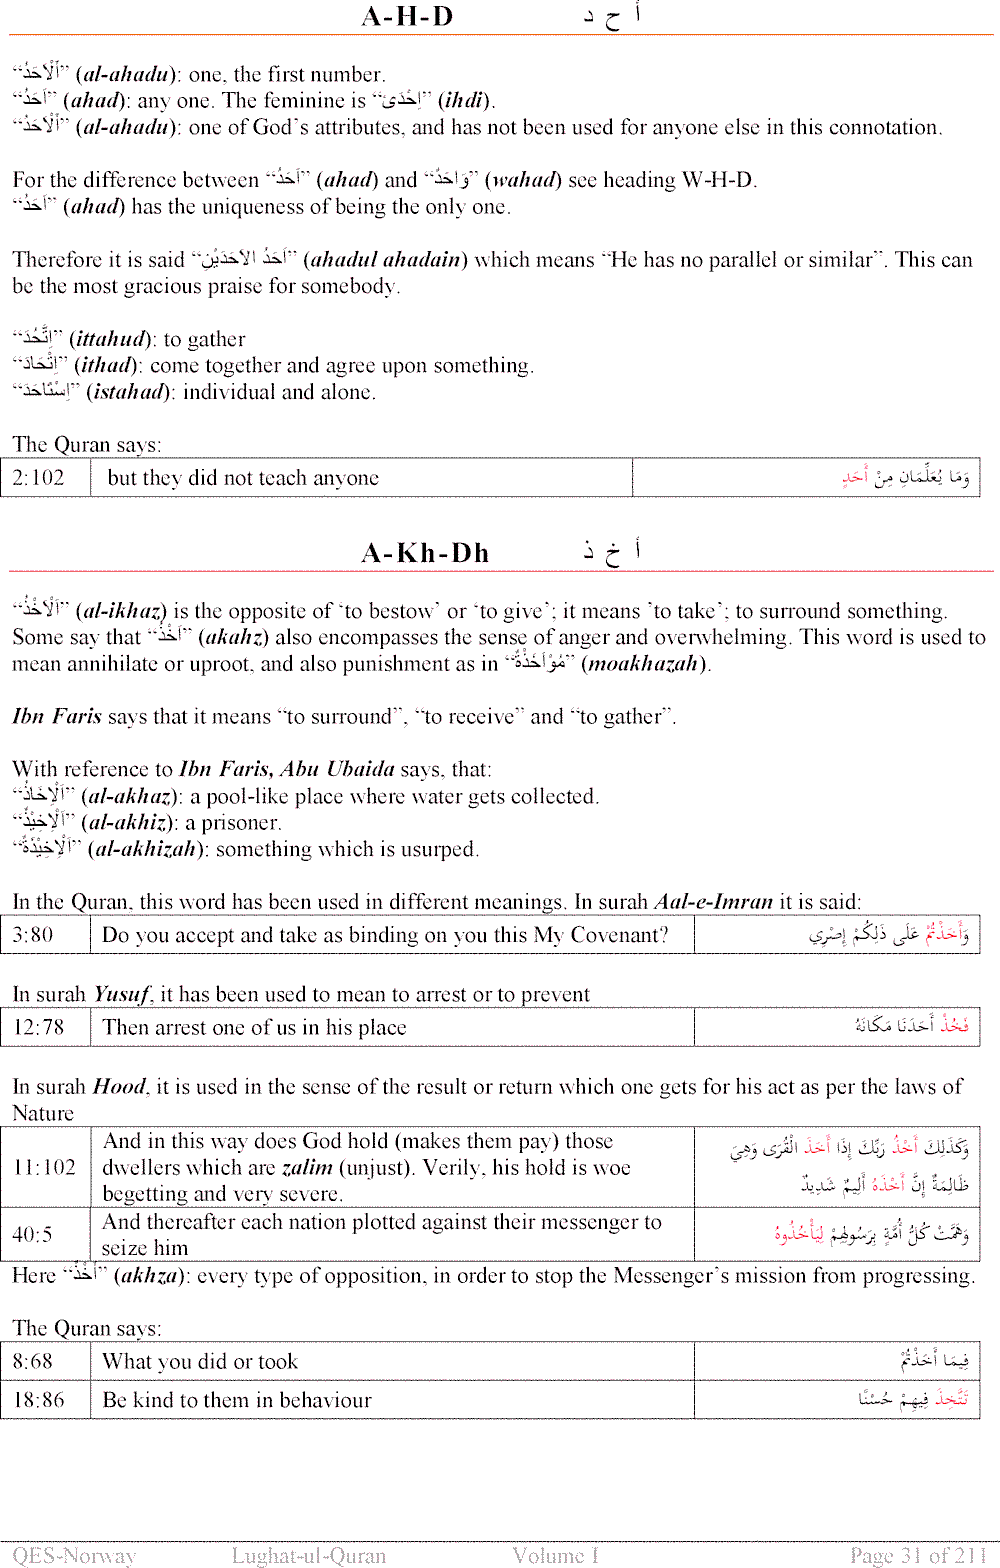 A-H-D أ ح د
“اَلْاَحَدُ” (al-ahadu): one, the first number.
“اَحَدُ” (ahad): any one. The feminine is “اِحْدَىٰ” (ihdi).
“اَلْاَحَدُ” (al-ahadu): one of God’s attributes, and has not been used for anyone else in this connotation.
For the difference between “اَحَدُ” (ahad) and “وَاحَدُ” (wahad) see heading W-H-D.
“اَحَدُ” (ahad) has the uniqueness of being the only one.
Therefore it is said “اَحَدُ الاَحَدَيْنِ” (ahadul ahadain) which means “He has no parallel or similar”. This can
be the most gracious praise for somebody.
“اِتَّحُدَ” (ittahud): to gather
“اِتْحَادَ” (ithad): come together and agree upon something.
“اِسْتَاحَدَ” (istahad): individual and alone.
The Quran says:
2:102 but they did not teach anyone وَمَا يُعَلِّمَانِ مِنْ أَحَدٍ
A-Kh-Dh أ خ ذ
“اَلْاَخْذُ” (al-ikhaz) is the opposite of ‘to bestow’ or ‘to give’; it means ’to take’; to surround something.
Some say that “اَخْذُ” (akahz) also encompasses the sense of anger and overwhelming. This word is used to
mean annihilate or uproot, and also punishment as in “مُوْاَخَذْةٌ” (moakhazah).
Ibn Faris says that it means “to surround”, “to receive” and “to gather”.
With reference to Ibn Faris, Abu Ubaida says, that:
“اَلْاِخَاذُ” (al-akhaz): a pool-like place where water gets collected.
“اَلْاِخِيْذُ” (al-akhiz): a prisoner.
“اَلْاِخِيْذَةُ” (al-akhizah): something which is usurped.
In the Quran, this word has been used in different meanings. In surah Aal-e-Imran it is said:
3:80 Do you accept and take as binding on you this My Covenant? وَأَخَذْتُمْ عَلَى ذَلِكُمْ إِصْرِي
In surah Yusuf, it has been used to mean to arrest or to prevent
12:78 Then arrest one of us in his place فَخُذْ أَحَدَنَا مَكَانَهُ
In surah Hood, it is used in the sense of the result or return which one gets for his act as per the laws of
Nature
11:102 And in this way does God hold (makes them pay) those وَكَذَلِكَ أَخْذُ رَبِّكَ إِذَا أَخَذَ الْقُرَى وَهِيَ
dwellers which are zalim (unjust). Verily, his hold is woe ظَالِمَةٌ إِنَّ أَخْذَهُ أَلِيمٌ شَدِيدٌ
begetting and very severe.
40:5 And thereafter each nation plotted against their messenger to وَهَمَّتْ كُلُّ أُمَّةٍ بِرَسُولِهِمْ لِيَأْخُذُوهُ
seize him
Here “اَخْذٌ” (akhza): every type of opposition, in order to stop the Messenger’s mission from progressing.
The Quran says:
8:68 What you did or took فِيمَا أَخَذْتُمْ
18:86 Be kind to them in behaviour تَتَّخِذَ فِيهِمْ حُسْنًا
QES-Norway Lughat-ul-Quran Volume I Page 31 of 211